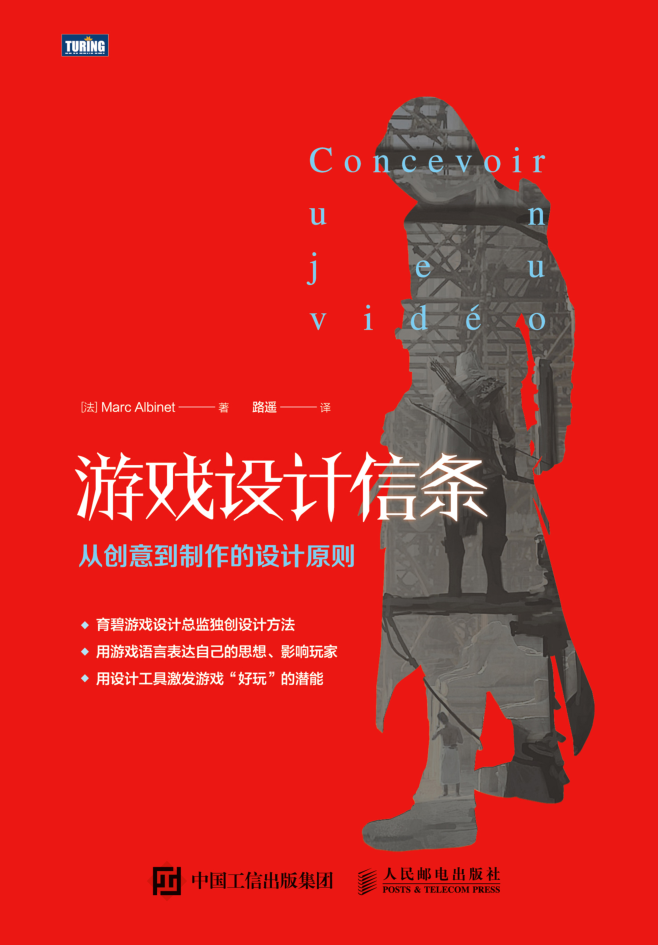 TURING
Concevoir
un
jeu
vidéo
[法] Marc Albinet —— 著 路遥 —— 译
游戏设计信条
从创意到制作的设计原则
◆ 育碧游戏设计总监独创设计方法
◆ 用游戏语言表达自己的思想、影响玩家
◆ 用设计工具激发游戏“好玩”的潜能
中国工信出版集团 人民邮电出版社
POSTS & TELECOM PRESS